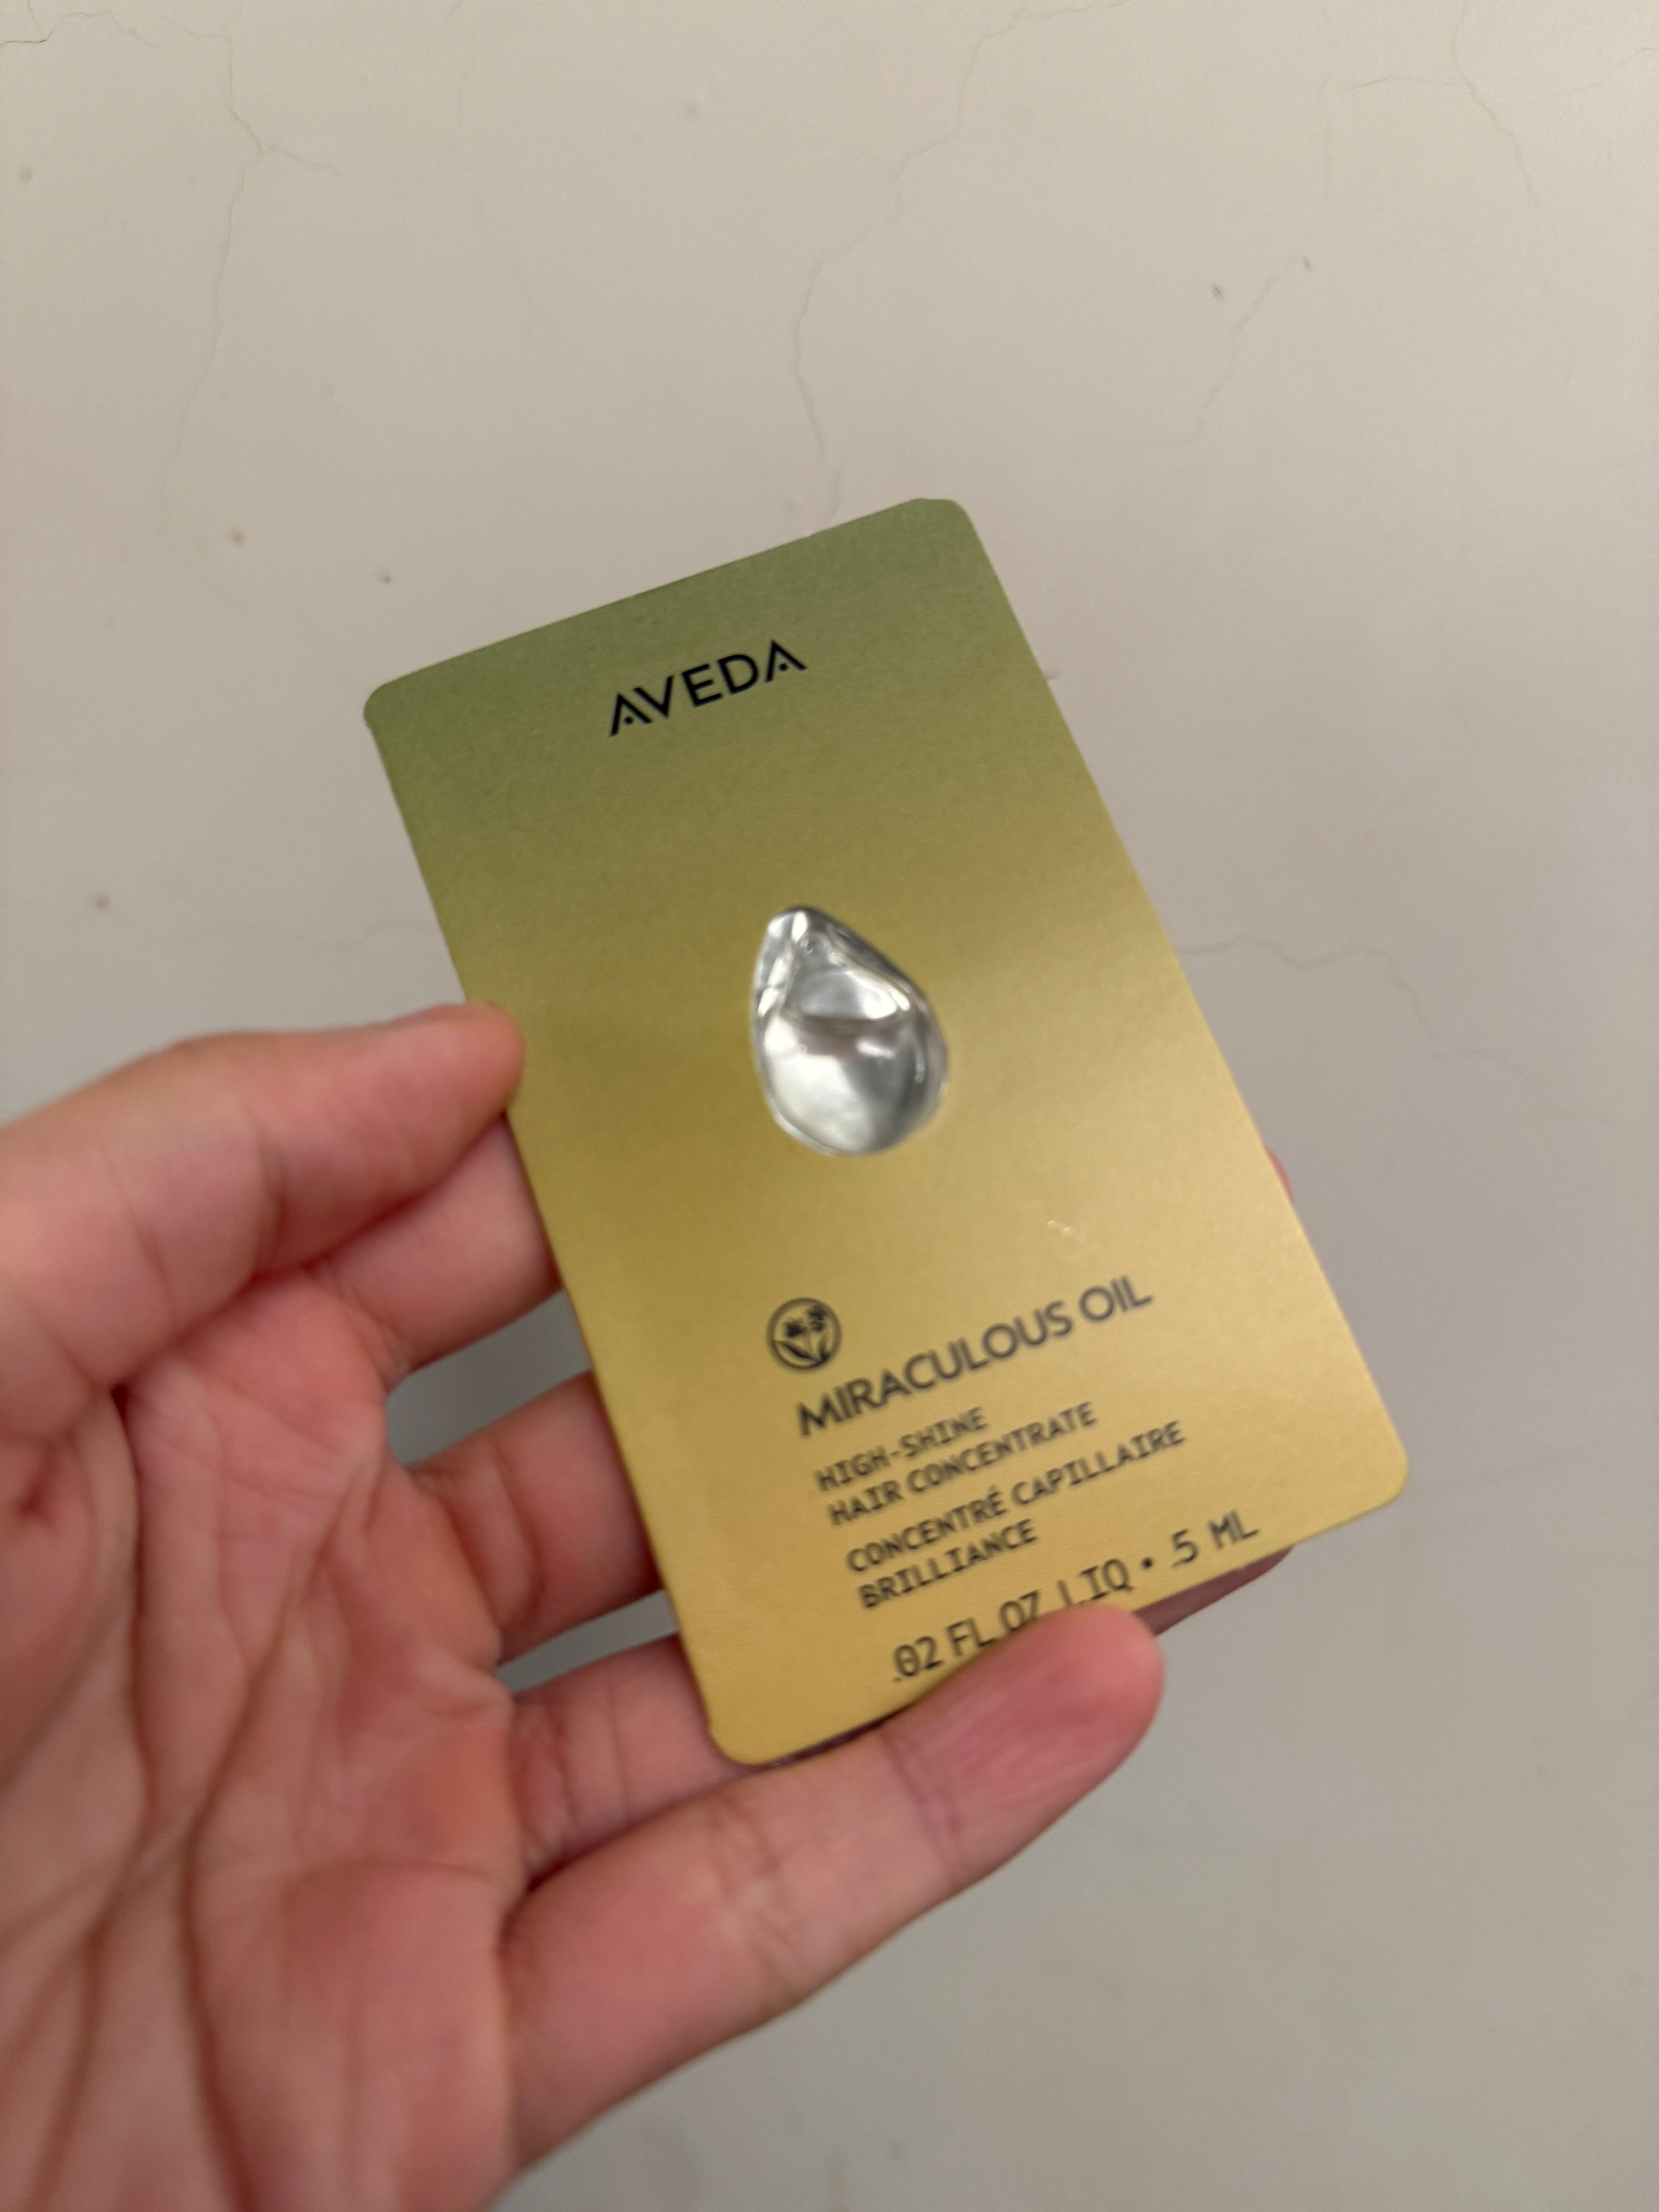 AVEDA
MIRACULOUS OIL
HIGH-SHINE
HAIR CONCENTRATE
CONCENTRÉ CAPILLAIRE
BRILLIANCE
.02 FL OZ LIQ • .5 ML